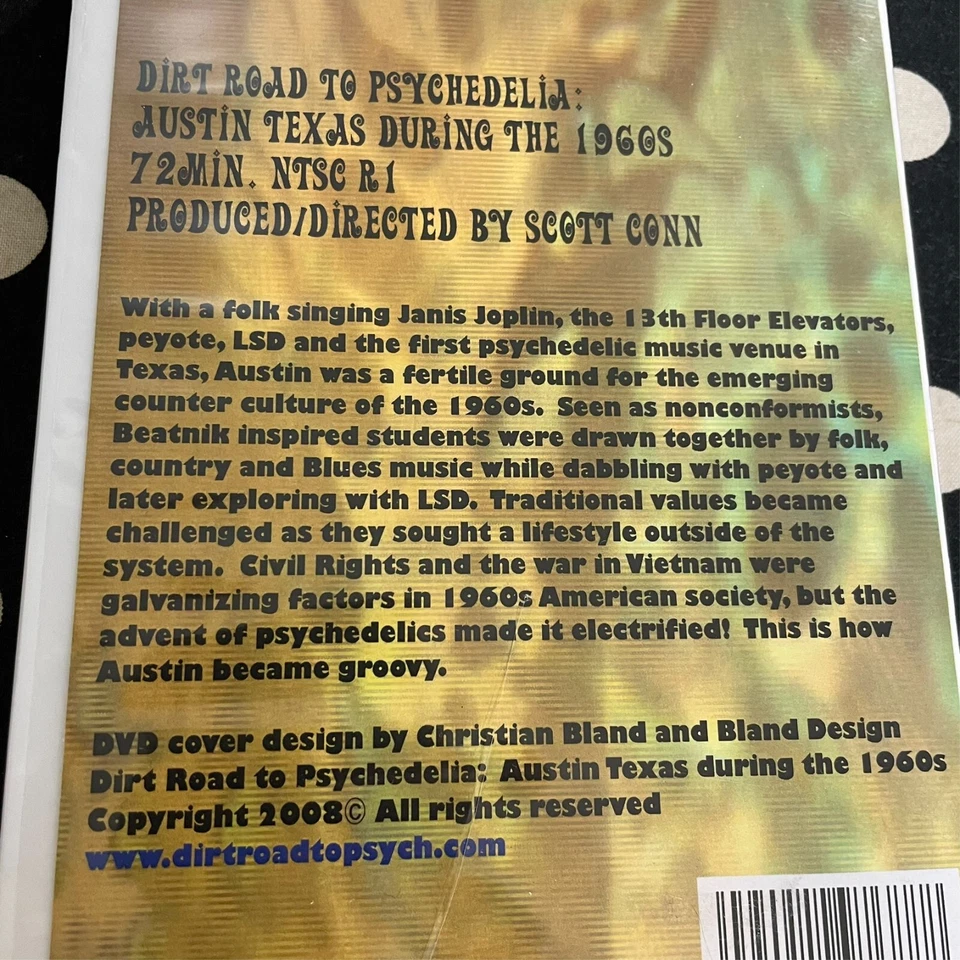 DiRT ROAD TO PSYCHEDELiA:
AUSTiN TEXAS DURiNG THE 1960S
72MiN. NTSC R1
PRODUCED/DiRECTED BY SCOTT CONN
With a folk singing Janis Joplin, the 13th Floor Elevators,
peyote, LSD and the first psychedelic music venue in
Texas, Austin was a fertile ground for the emerging
counter culture of the 1960s. Seen as nonconformists,
Beatnik inspired students were drawn together by folk,
country and Blues music while dabbling with peyote and
later exploring with LSD. Traditional values became
challenged as they sought a lifestyle outside of the
system. Civil Rights and the war in Vietnam were
galvanizing factors in 1960s American society, but the
advent of psychedelics made it electrified! This is how
Austin became groovy.
DVD cover design by Christian Bland and Bland Design
Dirt Road to Psychedelia: Austin Texas during the 1960s
Copyright 2008© All rights reserved
www.dirtroadtopsych.com